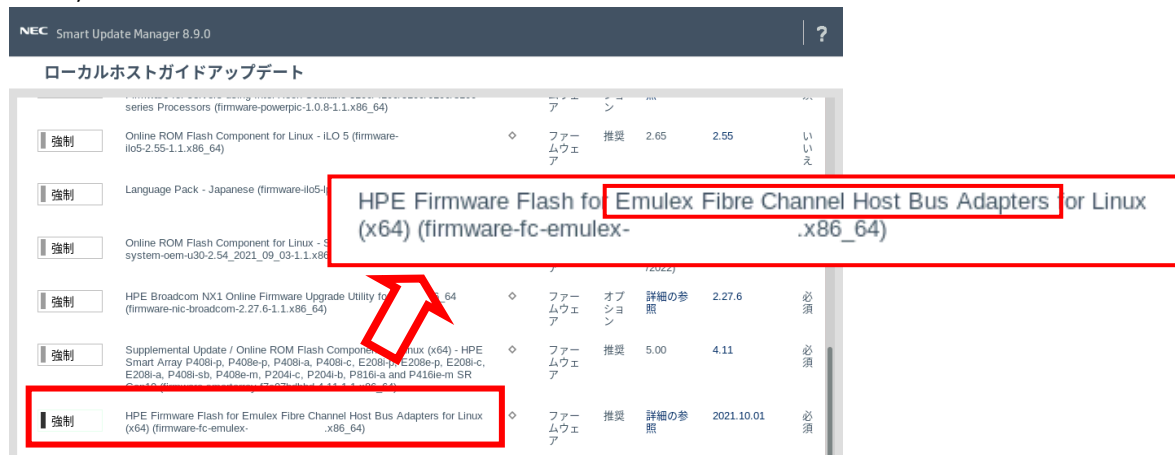 NEC Smart Update Manager 8.9.0 ?
ローカルホストガイドアップデート
series Processors (firmware-powerpic-1.0.8-1.1.x86_64) ア ン
強制 Online ROM Flash Component for Linux - iLO 5 (firmware- ファー 推奨 2.65 2.55 い
ilo5-2.55-1.1.x86_64) ムウェ い
ア え
強制 Language Pack - Japanese (firmware-ilo5-
HPE Firmware Flash for Emulex Fibre Channel Host Bus Adapters for Linux
(x64) (firmware-fc-emulex- .x86_64)
強制 Online ROM Flash Component for Linux -
system-oem-u30-2.54_2021_09_03-1.1.x86
/2022)
強制 HPE Broadcom NX1 Online Firmware Upgrade Utility _64 ファー オプ 詳細の参 2.27.6 必
(firmware-nic-broadcom-2.27.6-1.1.x86_64) ムウェ ショ 照 須
ア ン
強制 Supplemental Update / Online ROM Flash (x64) - HPE ファー 推奨 5.00 4.11 必
Smart Array P408i-p, P408e-p, P408i-a, P408i-c, E208i-p, E208e-p, E208i-c, ムウェ 須
E208i-a, P408i-sb, P408e-m, P204i-c, P204i-b, P816i-a and P416ie-m SR ア
強制 HPE Firmware Flash for Emulex Fibre Channel Host Bus Adapters for Linux ファー 推奨 詳細の参 2021.10.01 必
(x64) (firmware-fc-emulex- .x86_64) ムウェ 照 須
ア